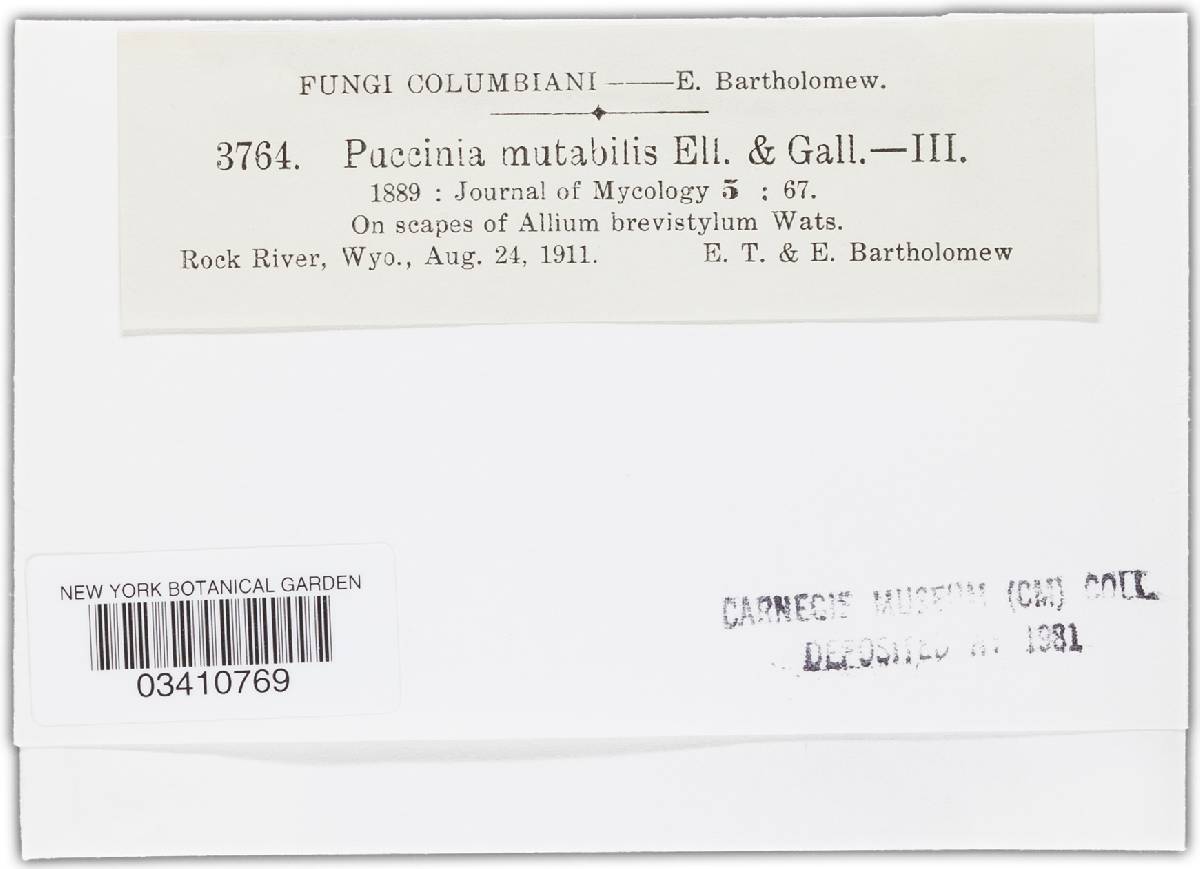 FUNGI COLUMBIANI ——E. Bartholomew.
3764. Puccinia mutabilis Ell. & Gall.—III.
1889 : Journal of Mycology 5 : 67.
On scapes of Allium brevistylum Wats.
Rock River, Wyo., Aug. 24, 1911. E. T. & E. Bartholomew
NEW YORK BOTANICAL GARDEN
03410769
CARNEGIE MUSEUM (CM) COLL.
DEPOSITED 1981